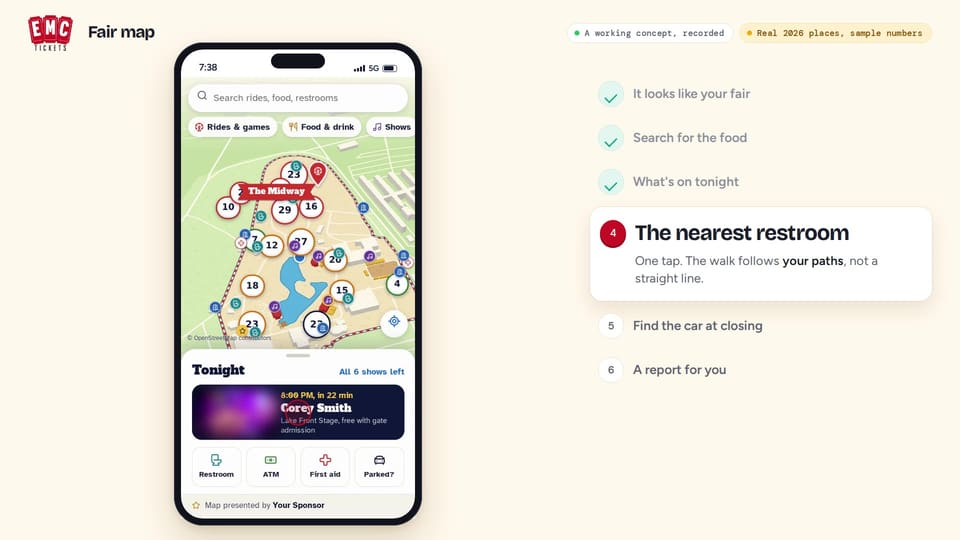 EMC
TICKETS
Fair map
A working concept, recorded
Real 2026 places, sample numbers
7:38
5G
Search rides, food, restrooms
Rides & games
Food & drink
Shows
23
The Midway
10
29
16
7
12
27
20
18
15
4
23
© OpenStreetMap contributors
Tonight
All 6 shows left
8:00 PM, in 22 min
Corey Smith
Lake Front Stage, free with gate
admission
Restroom
ATM
First aid
Parked?
Map presented by Your Sponsor
It looks like your fair
Search for the food
What's on tonight
4
The nearest restroom
One tap. The walk follows your paths, not a
straight line.
5
Find the car at closing
6
A report for you